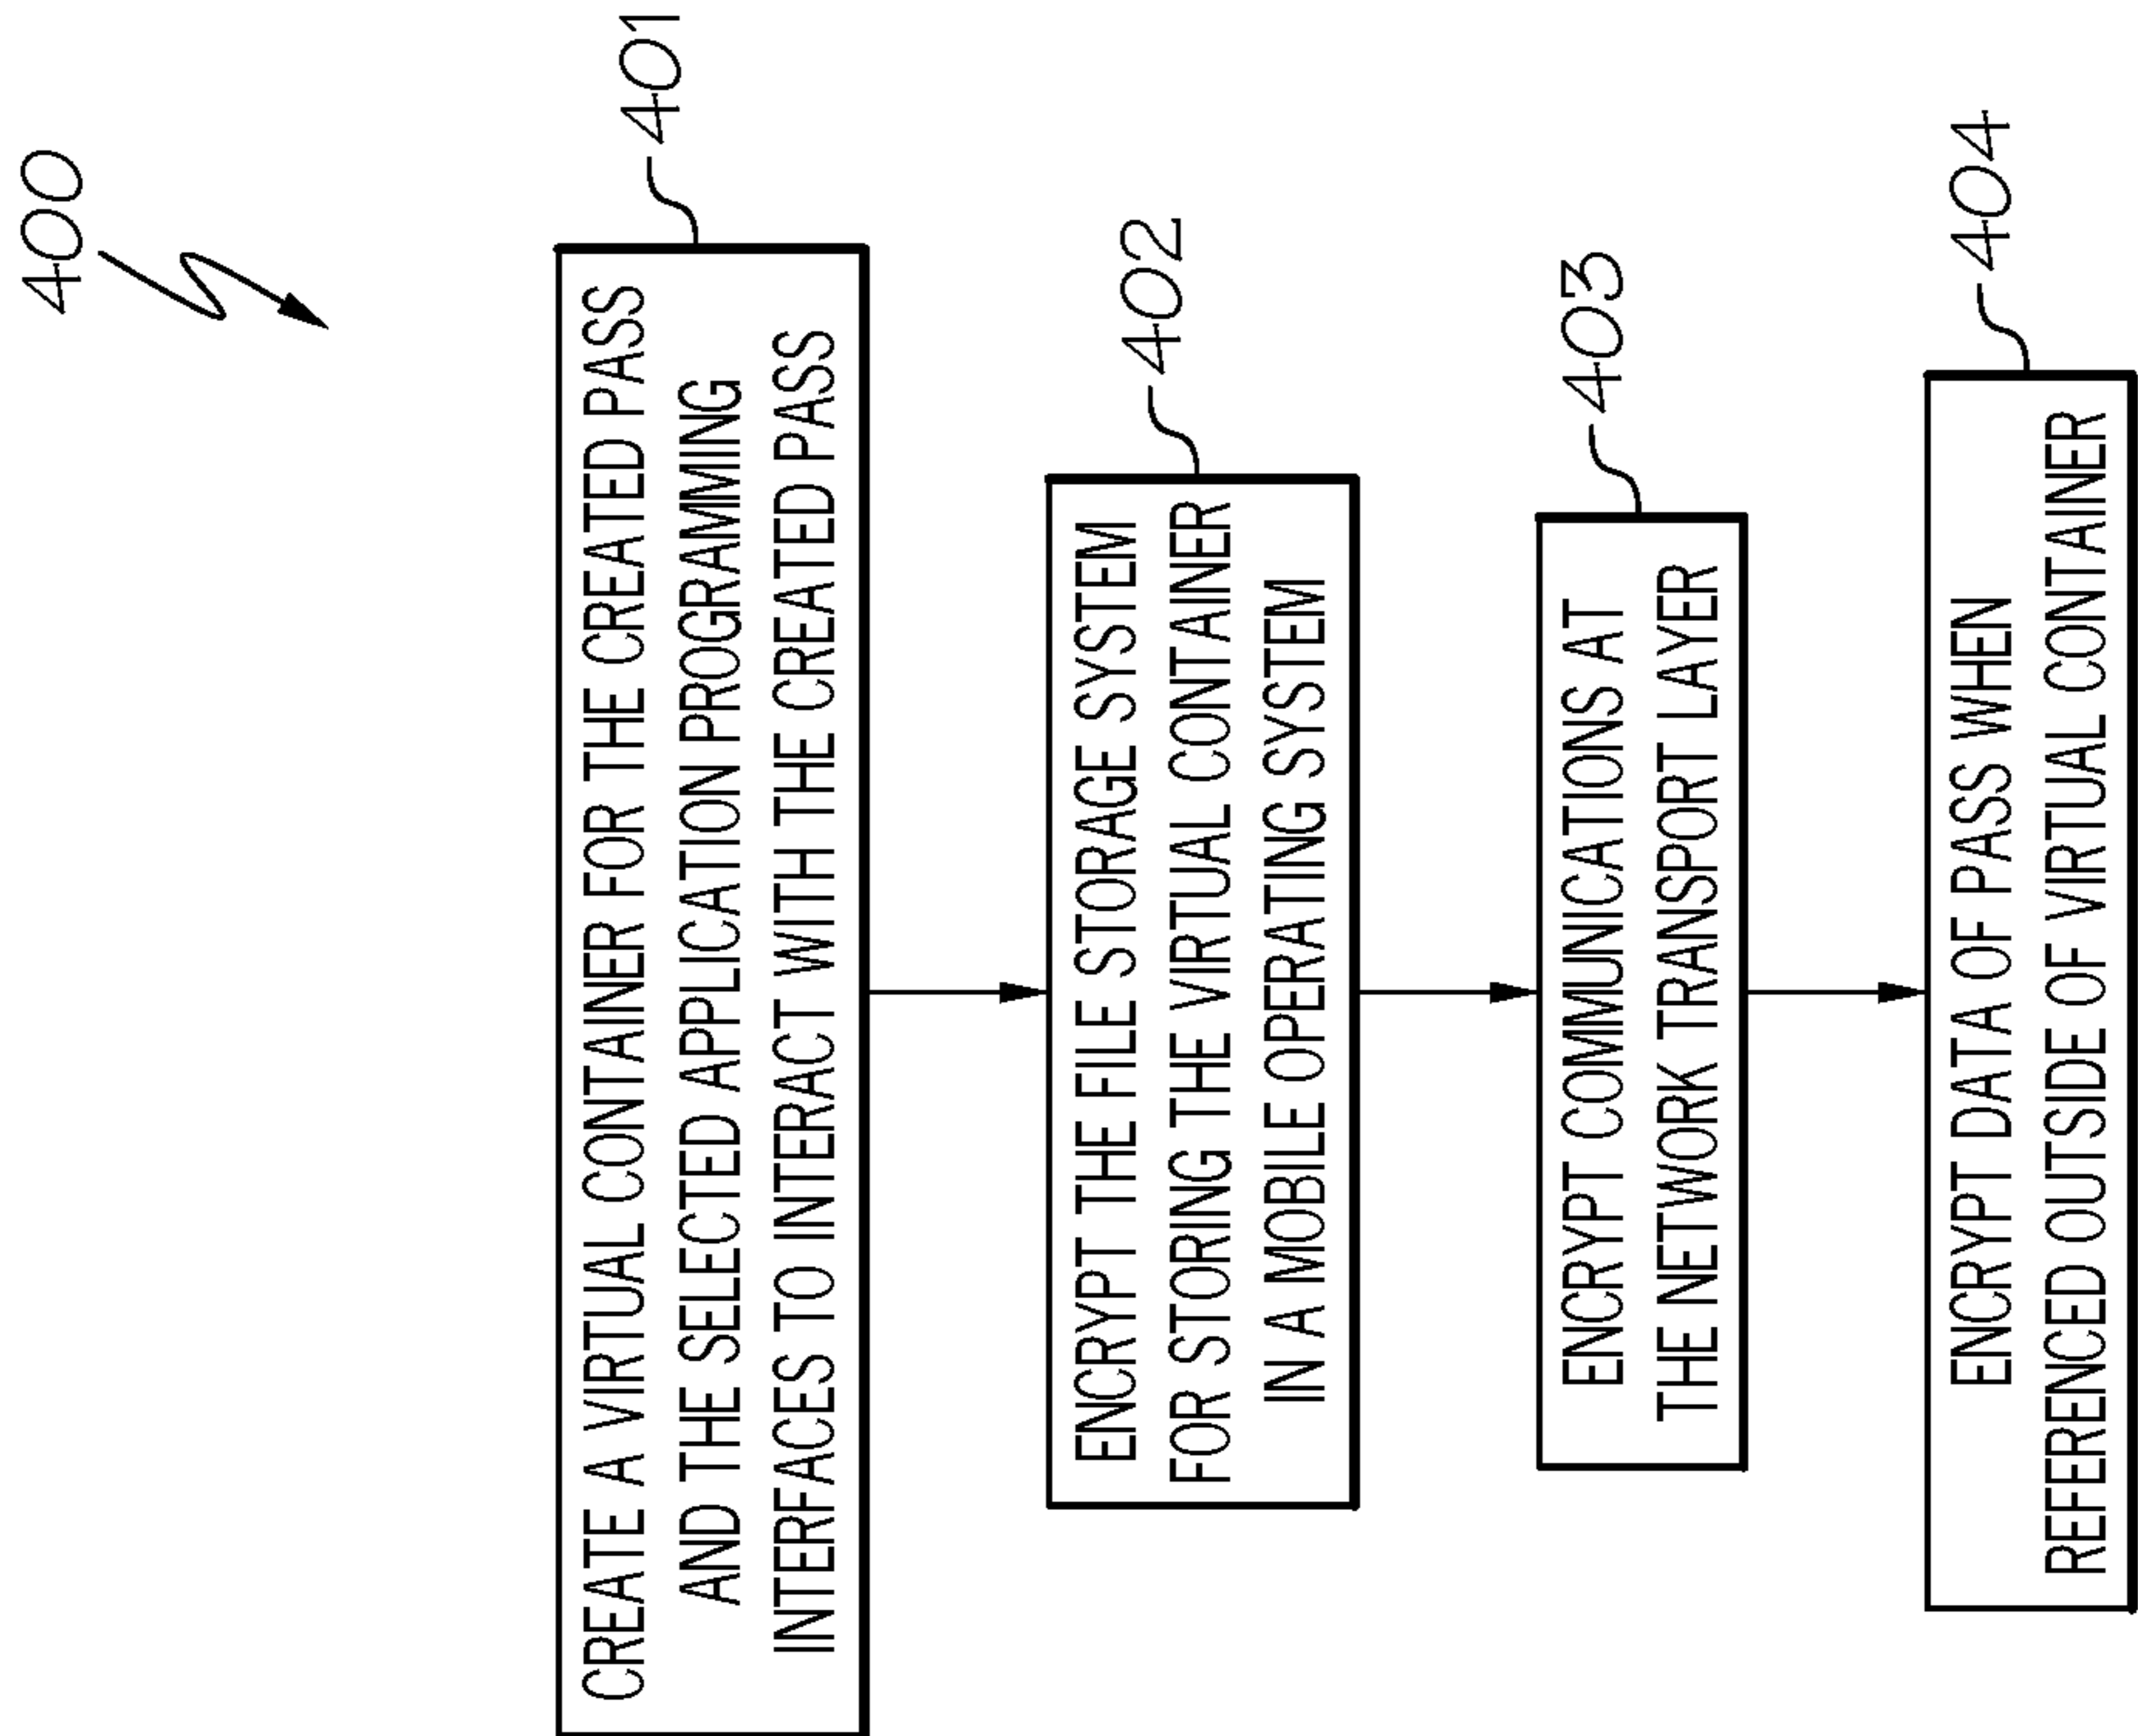 400
CREATE A VIRTUAL CONTAINER FOR THE CREATED PASS
AND THE SELECTED APPLICATION PROGRAMMING
INTERFACES TO INTERACT WITH THE CREATED PASS
401
ENCRYPT THE FILE STORAGE SYSTEM
FOR STORING THE VIRTUAL CONTAINER
IN A MOBILE OPERATING SYSTEM
402
ENCRYPT COMMUNICATIONS AT
THE NETWORK TRANSPORT LAYER
403
ENCRYPT DATA OF PASS WHEN
REFERENCED OUTSIDE OF VIRTUAL CONTAINER
404